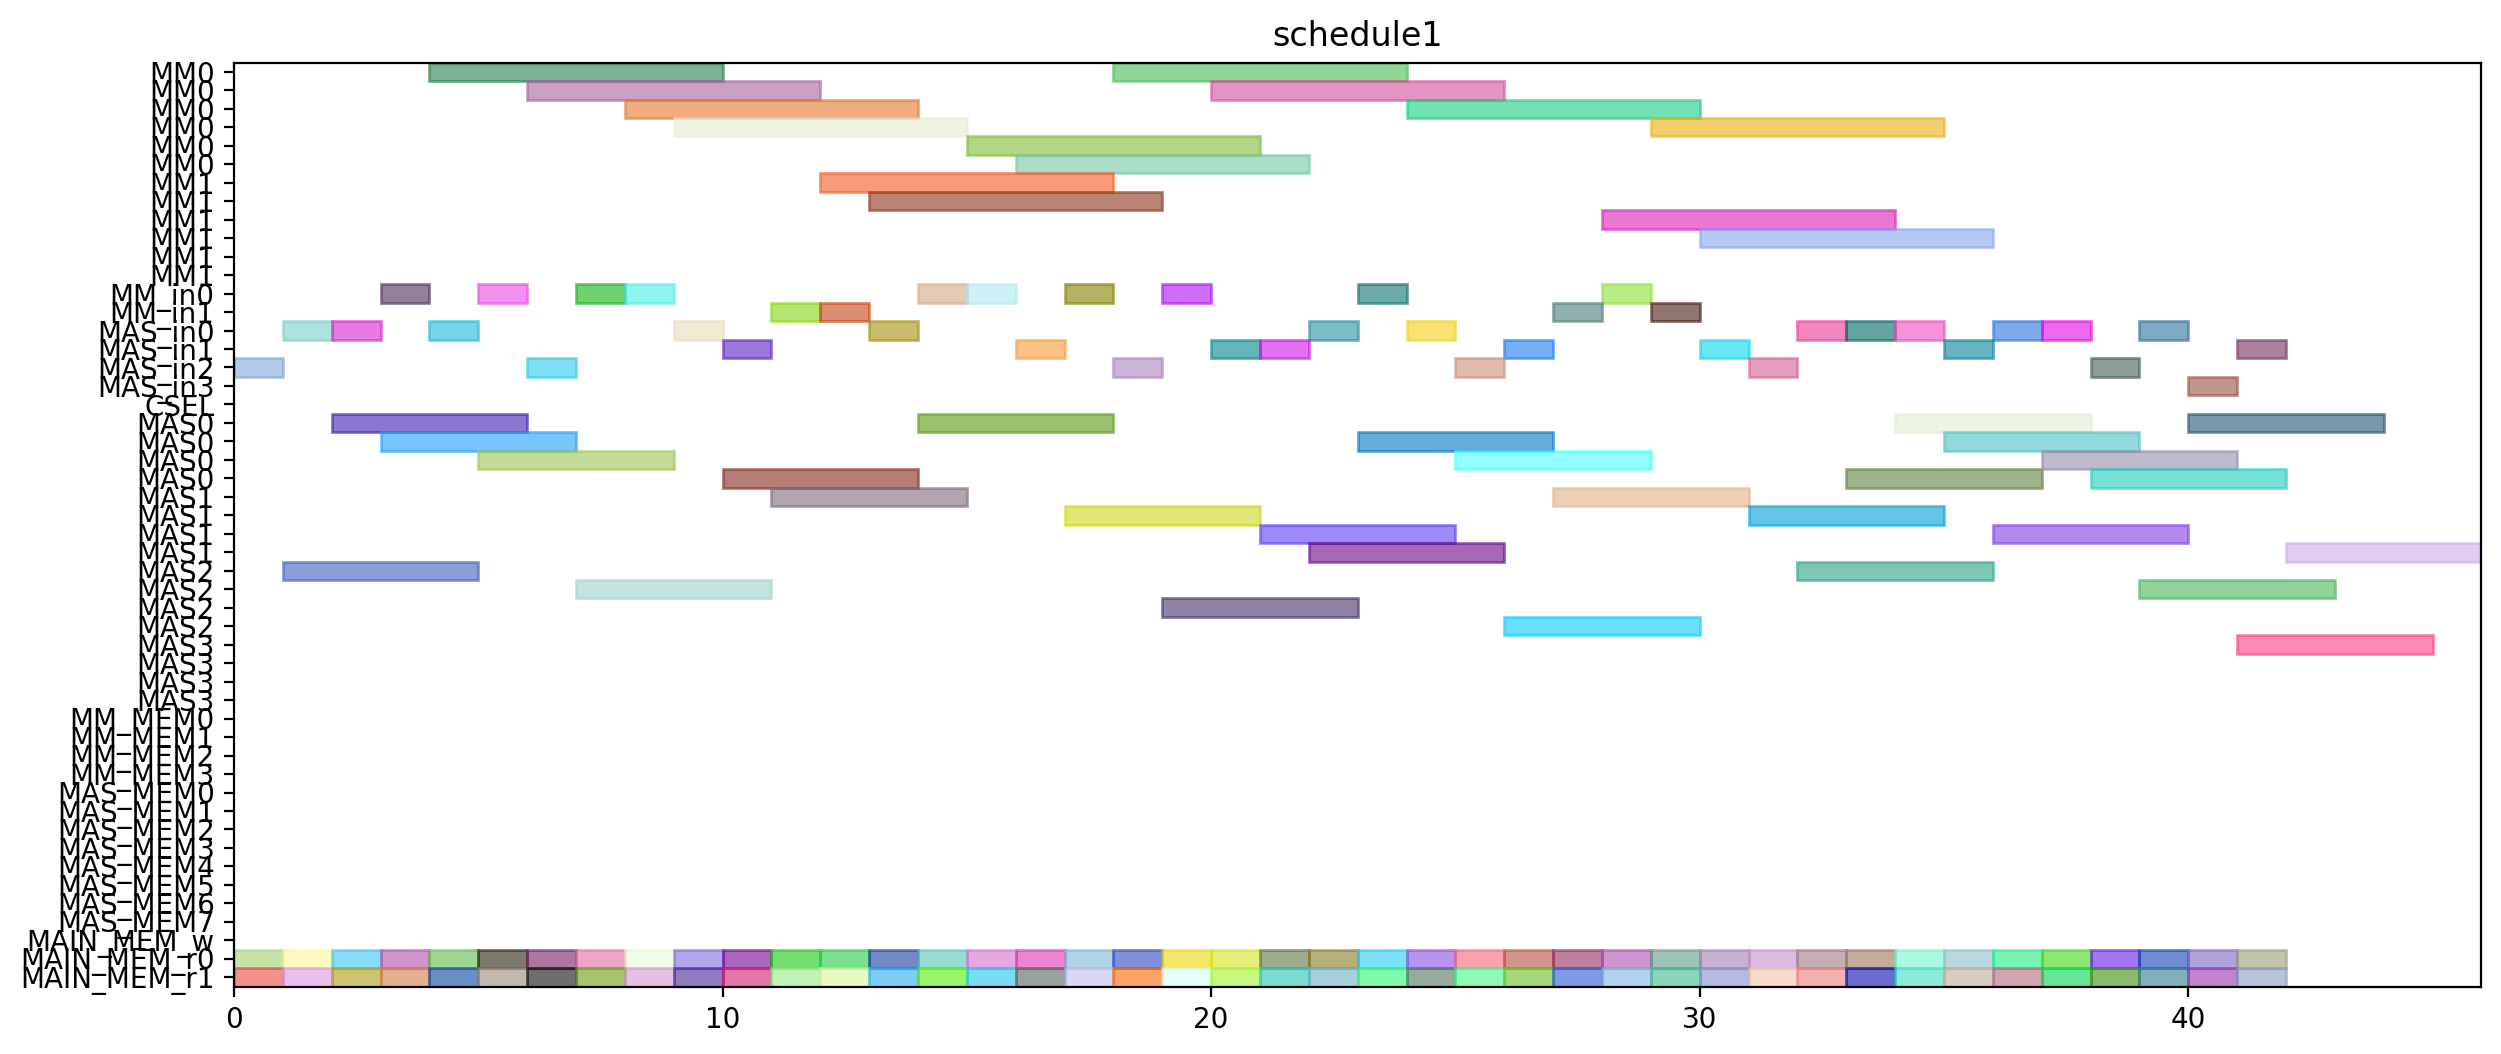 schedule1
MM0
MM0
MM0
MM0
MM0
MM0
MM1
MM1
MM1
MM1
MM1
MM1
MM_in0
MM_in1
MAS_in0
MAS_in1
MAS_in2
MAS_in3
CSEL
MAS0
MAS0
MAS0
MAS0
MAS1
MAS1
MAS1
MAS1
MAS2
MAS2
MAS2
MAS2
MAS3
MAS3
MAS3
MAS3
MM_MEM0
MM_MEM1
MM_MEM2
MM_MEM3
MAS_MEM0
MAS_MEM1
MAS_MEM2
MAS_MEM3
MAS_MEM4
MAS_MEM5
MAS_MEM6
MAS_MEM7
MAIN_MEM_w
MAIN_MEM_r0
MAIN_MEM_r1
0 10 20 30 40